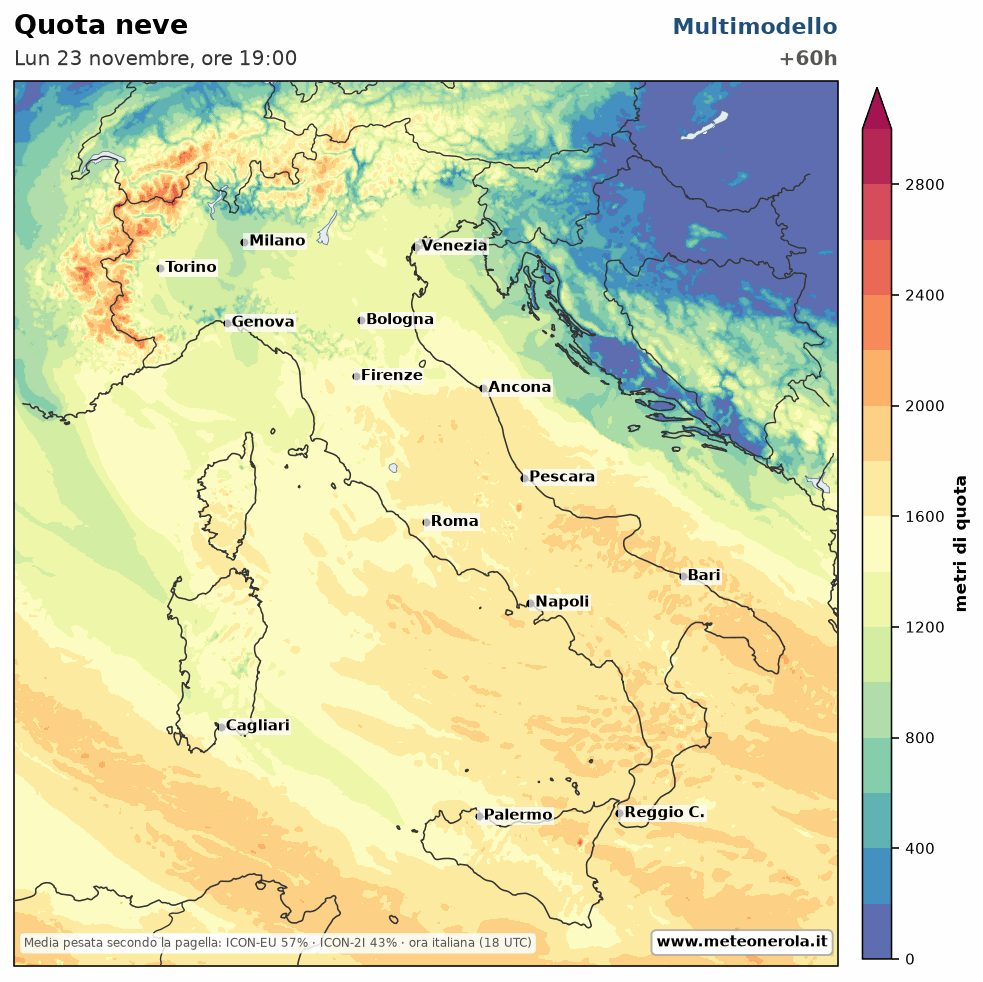 Quota neve
Multimodello
Lun 23 novembre, ore 19:00
+60h
Milano
Venezia
Torino
Genova
Bologna
Firenze
Ancona
Pescara
Roma
Bari
Napoli
Cagliari
Palermo
Reggio C.
2800
2400
2000
1600
1200
800
400
0
metri di quota
Media pesata secondo la pagella: ICON-EU 57% · ICON-2I 43% · ora italiana (18 UTC)
www.meteonerola.it